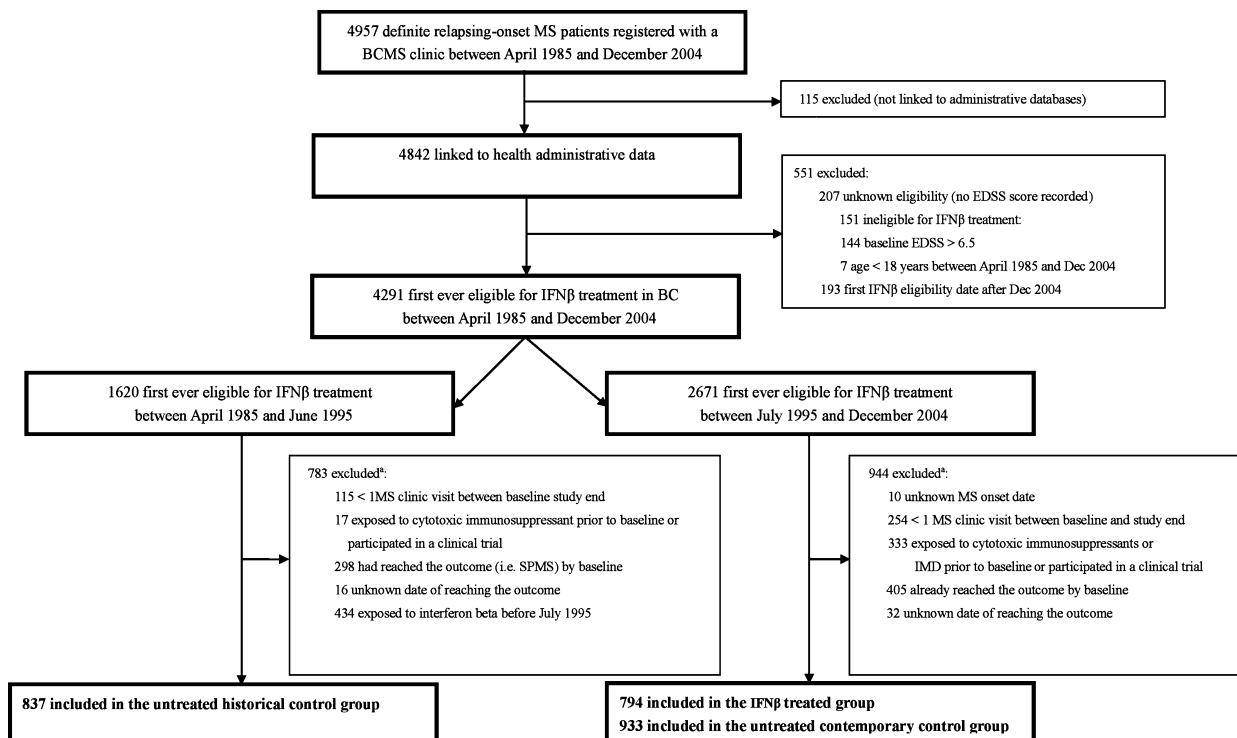 4957 definite relapsing-onset MS patients registered with a
BCMS clinic between April 1985 and December 2004
115 excluded (not linked to administrative databases)
4842 linked to health administrative data
551 excluded:
207 unknown eligibility (no EDSS score recorded)
151 ineligible for IFNβ treatment:
144 baseline EDSS > 6.5
7 age < 18 years between April 1985 and Dec 2004
193 first IFNβ eligibility date after Dec 2004
4291 first ever eligible for IFNβ treatment in BC
between April 1985 and December 2004
1620 first ever eligible for IFNβ treatment
between April 1985 and June 1995
2671 first ever eligible for IFNβ treatment
between July 1995 and December 2004
783 excludedª:
115 < 1MS clinic visit between baseline study end
17 exposed to cytotoxic immunosuppressant prior to baseline or
participated in a clinical trial
298 had reached the outcome (i.e. SPMS) by baseline
16 unknown date of reaching the outcome
434 exposed to interferon beta before July 1995
944 excludedª:
10 unknown MS onset date
254 < 1 MS clinic visit between baseline and study end
333 exposed to cytotoxic immunosuppressants or
IMD prior to baseline or participated in a clinical trial
405 already reached the outcome by baseline
32 unknown date of reaching the outcome
837 included in the untreated historical control group
794 included in the IFNβ treated group
933 included in the untreated contemporary control group